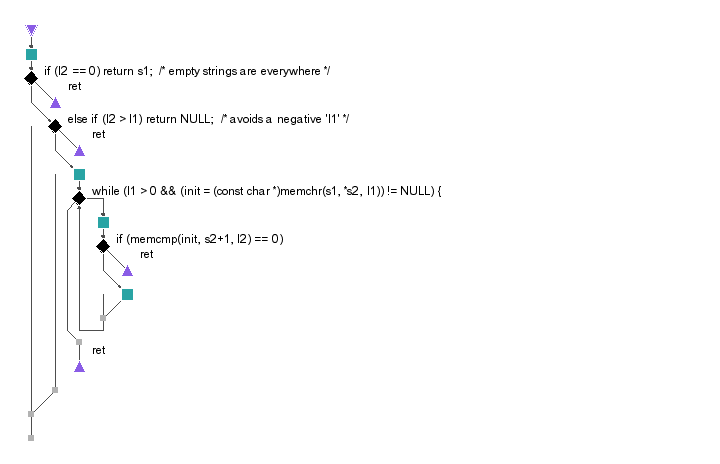 if (l2 == 0) return s1;  /* empty strings are everywhere */
ret
else if (l2 > l1) return NULL;  /* avoids a negative 'l1' */
ret
while (l1 > 0 && (init = (const char *)memchr(s1, *s2, l1)) != NULL) {
if (memcmp(init, s2+1, l2) == 0)
ret
ret